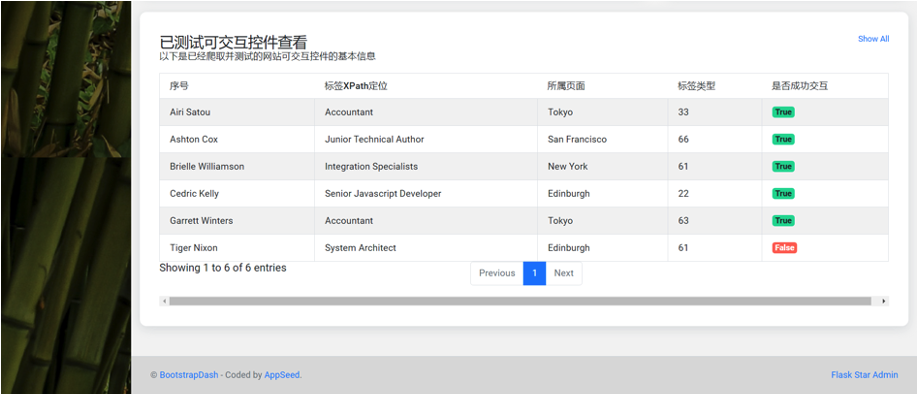 已测试可交互控件查看
Show All
以下是已经爬取并测试的网站可交互控件的基本信息
序号 标签XPath定位 所属页面 标签类型 是否成功交互
Airi Satou Accountant Tokyo 33 True
Ashton Cox Junior Technical Author San Francisco 66 True
Brielle Williamson Integration Specialists New York 61 True
Cedric Kelly Senior Javascript Developer Edinburgh 22 True
Garrett Winters Accountant Tokyo 63 True
Tiger Nixon System Architect Edinburgh 61 False
Showing 1 to 6 of 6 entries
Previous 1 Next
© BootstrapDash - Coded by AppSeed.
Flask Star Admin